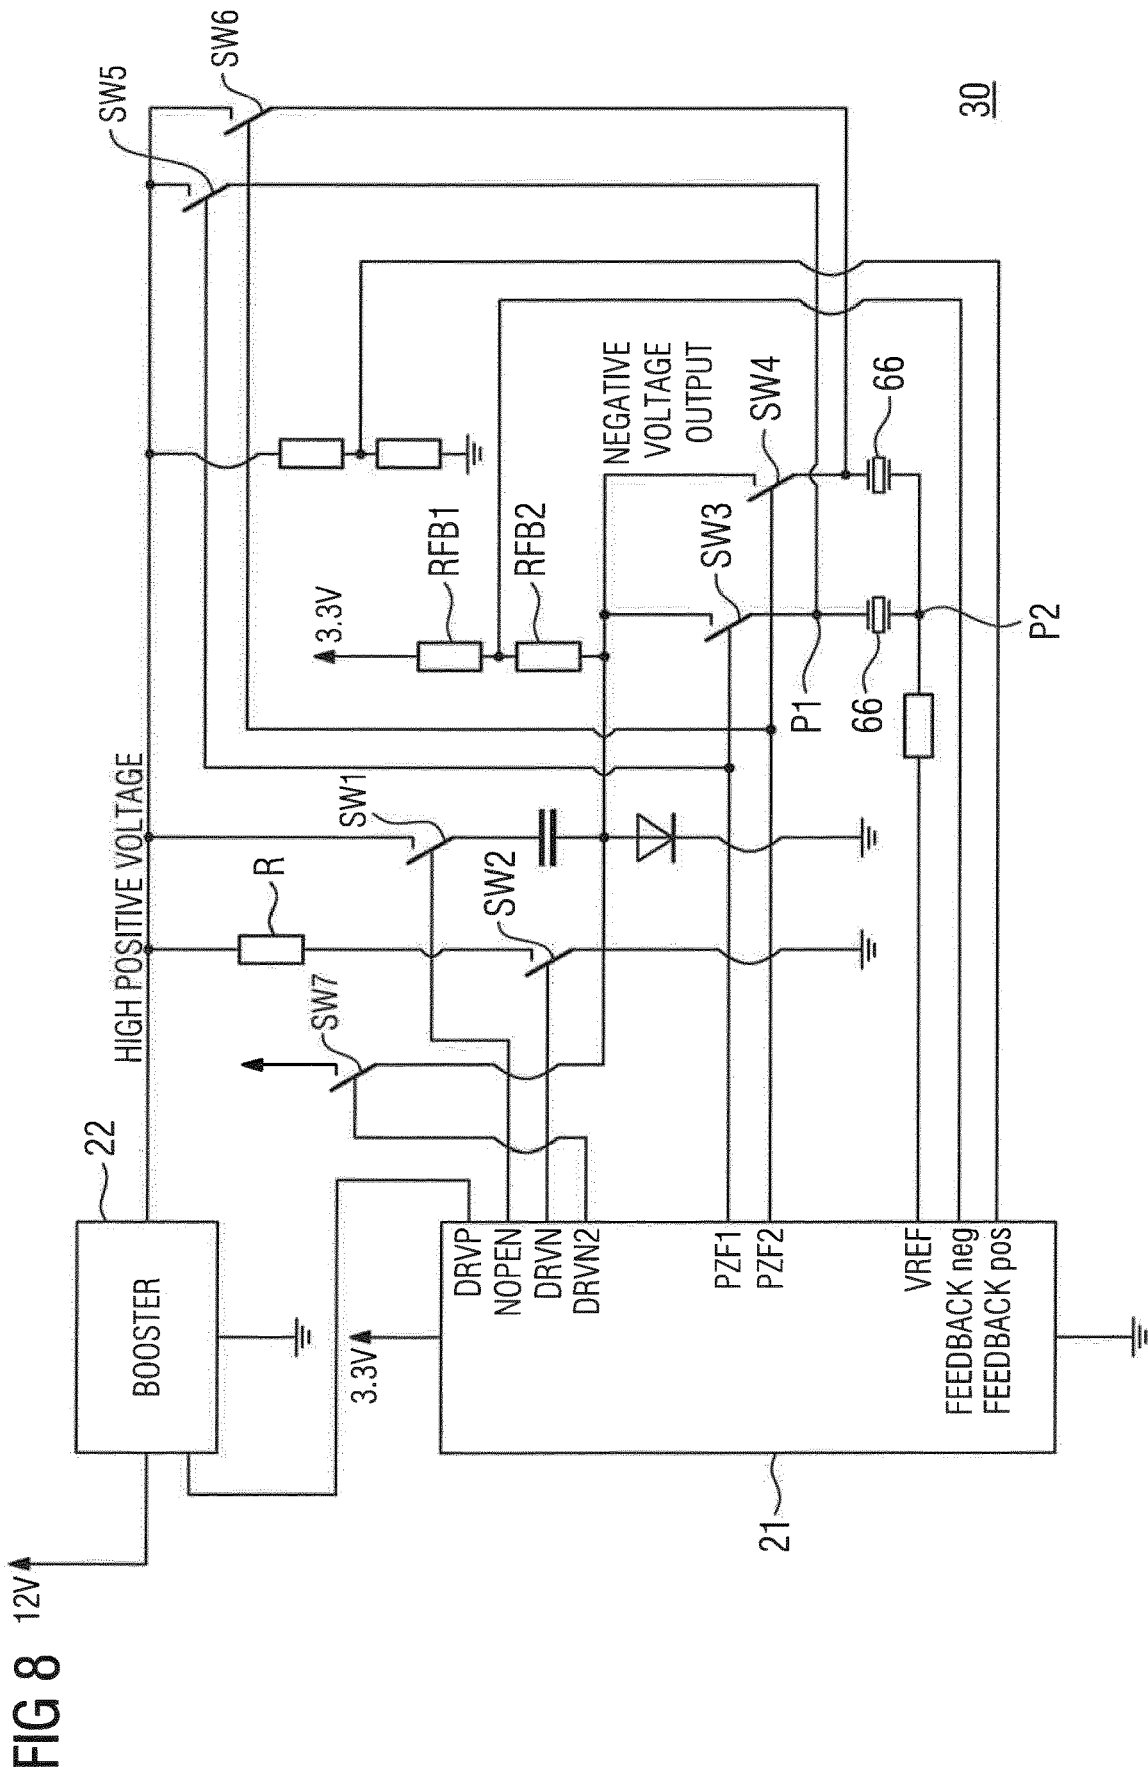 FIG 8
12V
BOOSTER
22
HIGH POSITIVE VOLTAGE
SW5
SW6
R
SW7
SW1
SW2
3.3V
RFB1
RFB2
NEGATIVE
VOLTAGE
OUTPUT
SW3
SW4
3.3V
DRVP
NOPEN
DRVN
DRVN2
PZF1
PZF2
VREF
FEEDBACK neg
FEEDBACK pos
21
P1
66
66
P2
30